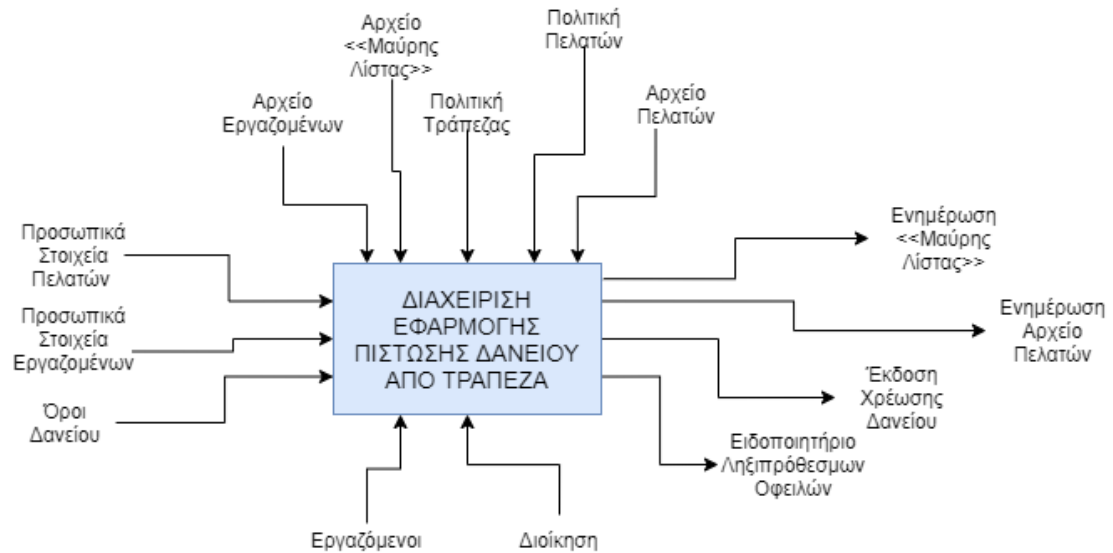 Αρχείο
<<Μαύρης
Λίστας>>
Πολιτική
Πελατών
Αρχείο
Εργαζομένων
Πολιτική
Τράπεζας
Αρχείο
Πελατών
Προσωπικά
Στοιχεία
Πελατών
Προσωπικά
Στοιχεία
Εργαζομένων
Όροι
Δανείου
ΔΙΑΧΕΙΡΙΣΗ
ΕΦΑΡΜΟΓΗΣ
ΠΙΣΤΩΣΗΣ ΔΑΝΕΙΟΥ
ΑΠΟ ΤΡΑΠΕΖΑ
Ενημέρωση
<<Μαύρης
Λίστας>>
Ενημέρωση
Αρχείο
Πελατών
Έκδοση
Χρέωσης
Δανείου
Ειδοποιητήριο
Ληξιπρόθεσμων
Οφειλών
Εργαζόμενοι
Διοίκηση